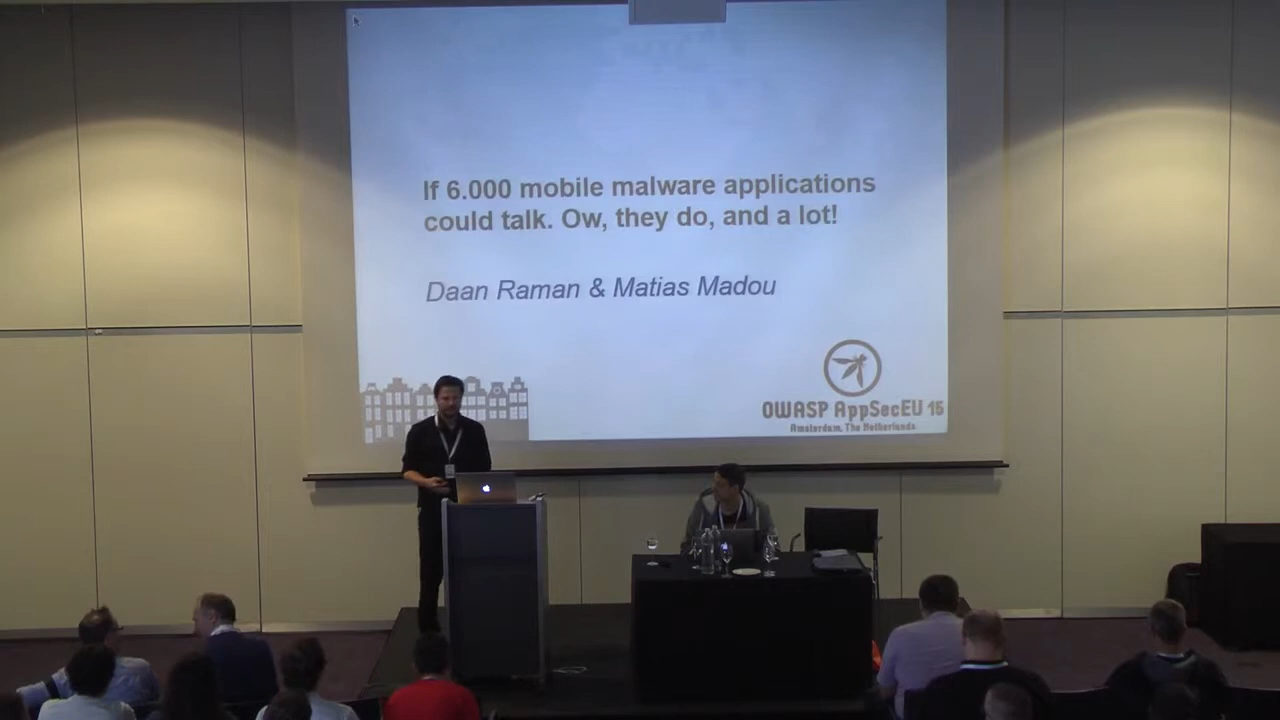 If 6.000 mobile malware applications
could talk. Ow, they do, and a lot!
Daan Raman & Matias Madou
OWASP AppSecEU 15
Amsterdam, The Netherlands